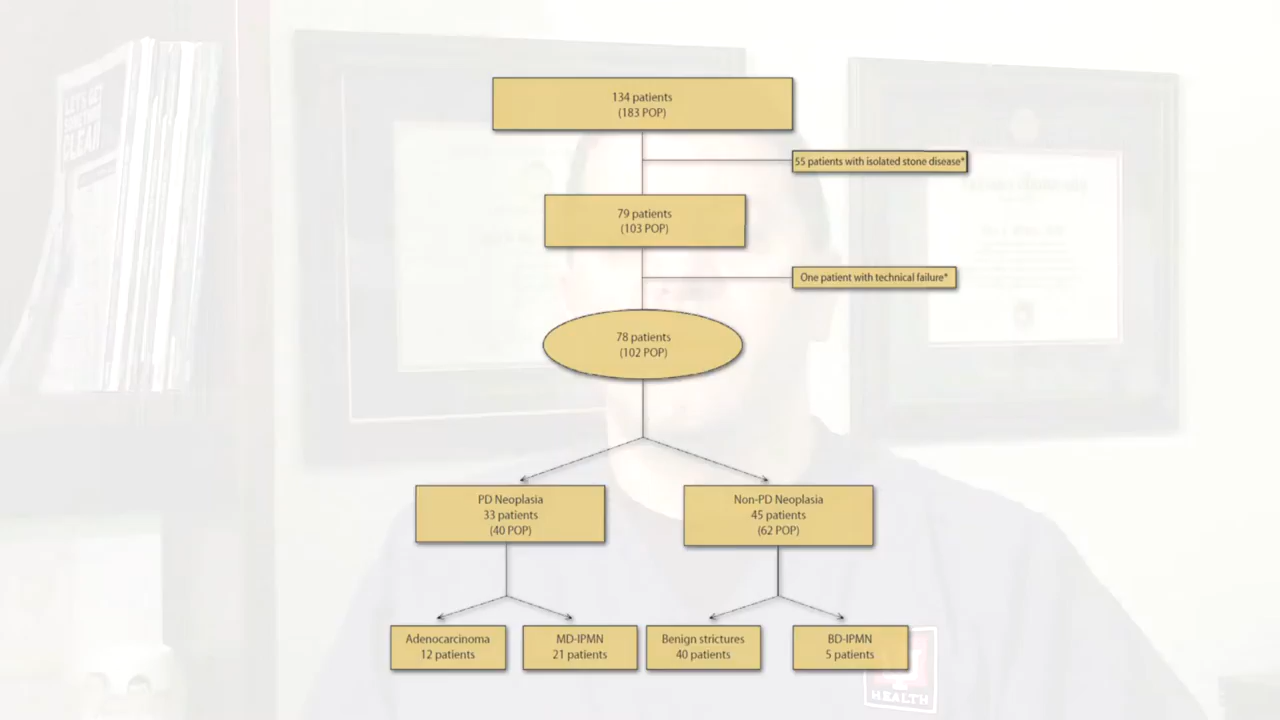 134 patients
(183 POP)
55 patients with isolated stone disease*
79 patients
(103 POP)
One patient with technical failure*
78 patients
(102 POP)
PD Neoplasia
33 patients
(40 POP)
Non-PD Neoplasia
45 patients
(62 POP)
Adenocarcinoma
12 patients
MD-IPMN
21 patients
Benign strictures
40 patients
BD-IPMN
5 patients
HEALTH